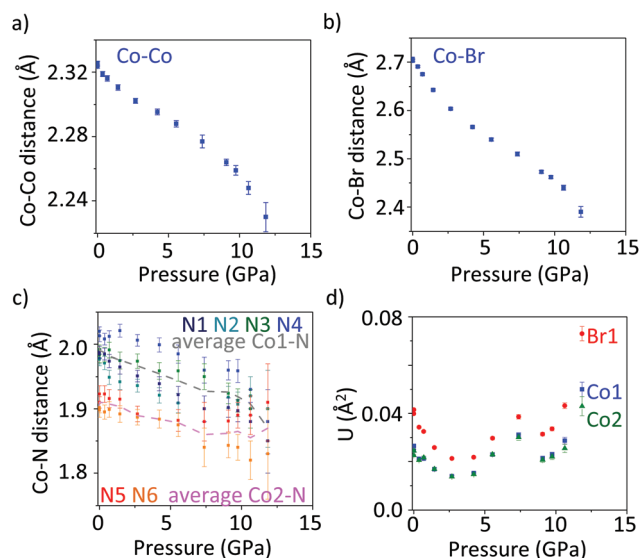 a)
Co-Co
2.32
2.28
2.24
Co-Co distance (Å)
0
5
10
15
Pressure (GPa)
b)
Co-Br
2.7
2.6
2.5
2.4
Co-Br distance (Å)
0
5
10
15
Pressure (GPa)
c)
N1 N2 N3 N4
average Co1-N
2.0
1.9
1.8
Co-N distance (Å)
N5 N6 average Co2-N
0
5
10
15
Pressure (GPa)
d)
0.08
Br1
0.04
Co1
Co2
0.0
U (Å²)
0
5
10
15
Pressure (GPa)